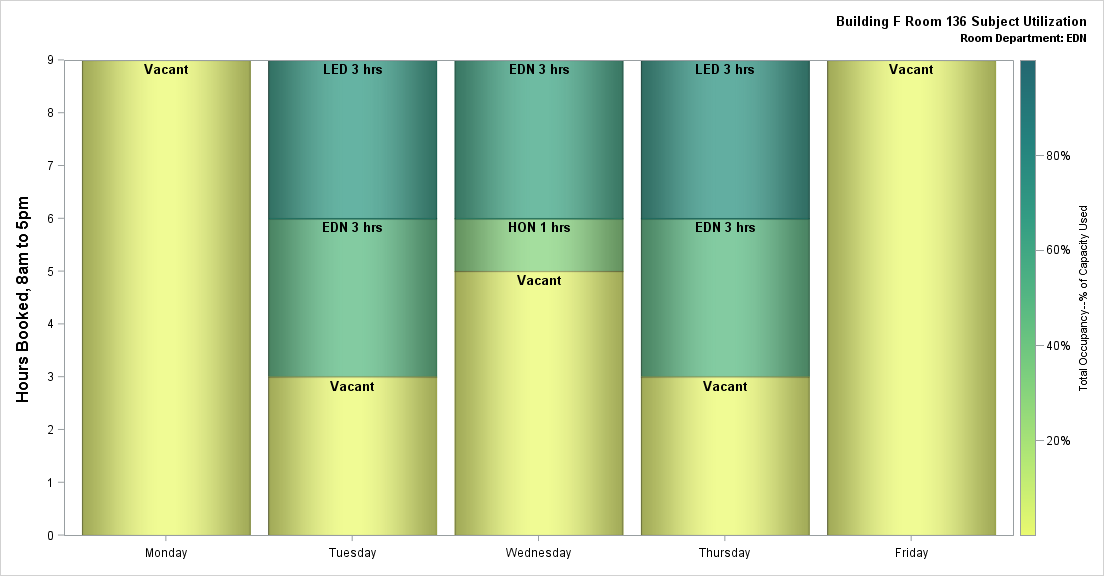 Building F Room 136 Subject Utilization
Room Department: EDN
Hours Booked, 8am to 5pm
9
8
7
6
5
4
3
2
1
0
Vacant
LED 3 hrs
EDN 3 hrs
LED 3 hrs
Vacant
EDN 3 hrs
HON 1 hrs
EDN 3 hrs
Vacant
Vacant
Vacant
Monday
Tuesday
Wednesday
Thursday
Friday
80%
60%
40%
20%
Total Occupancy--% of Capacity Used